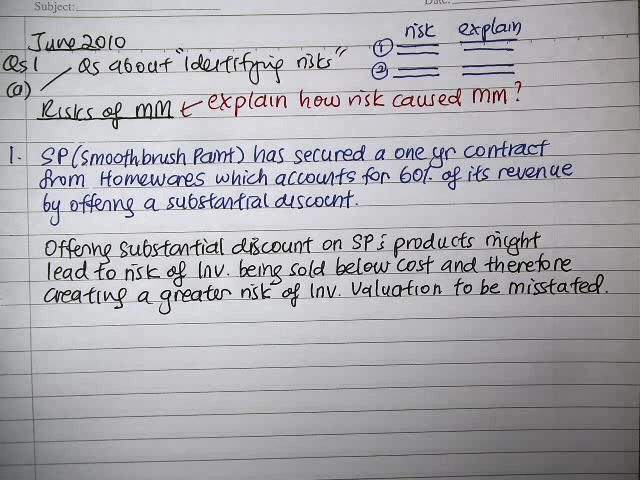 Subject:
Date:
June 2010
risk explain
①
②
Qs 1
Qs about "identifying risks"
(a)
Risks of MM ← explain how risk caused MM?
1. SP (Smoothbrush Paint) has secured a one yr contract
from Homewares which accounts for 60% of its revenue
by offering a substantial discount.
Offering substantial discount on SP's products might
lead to risk of Inv. being sold below cost and therefore
creating a greater risk of Inv. Valuation to be misstated.